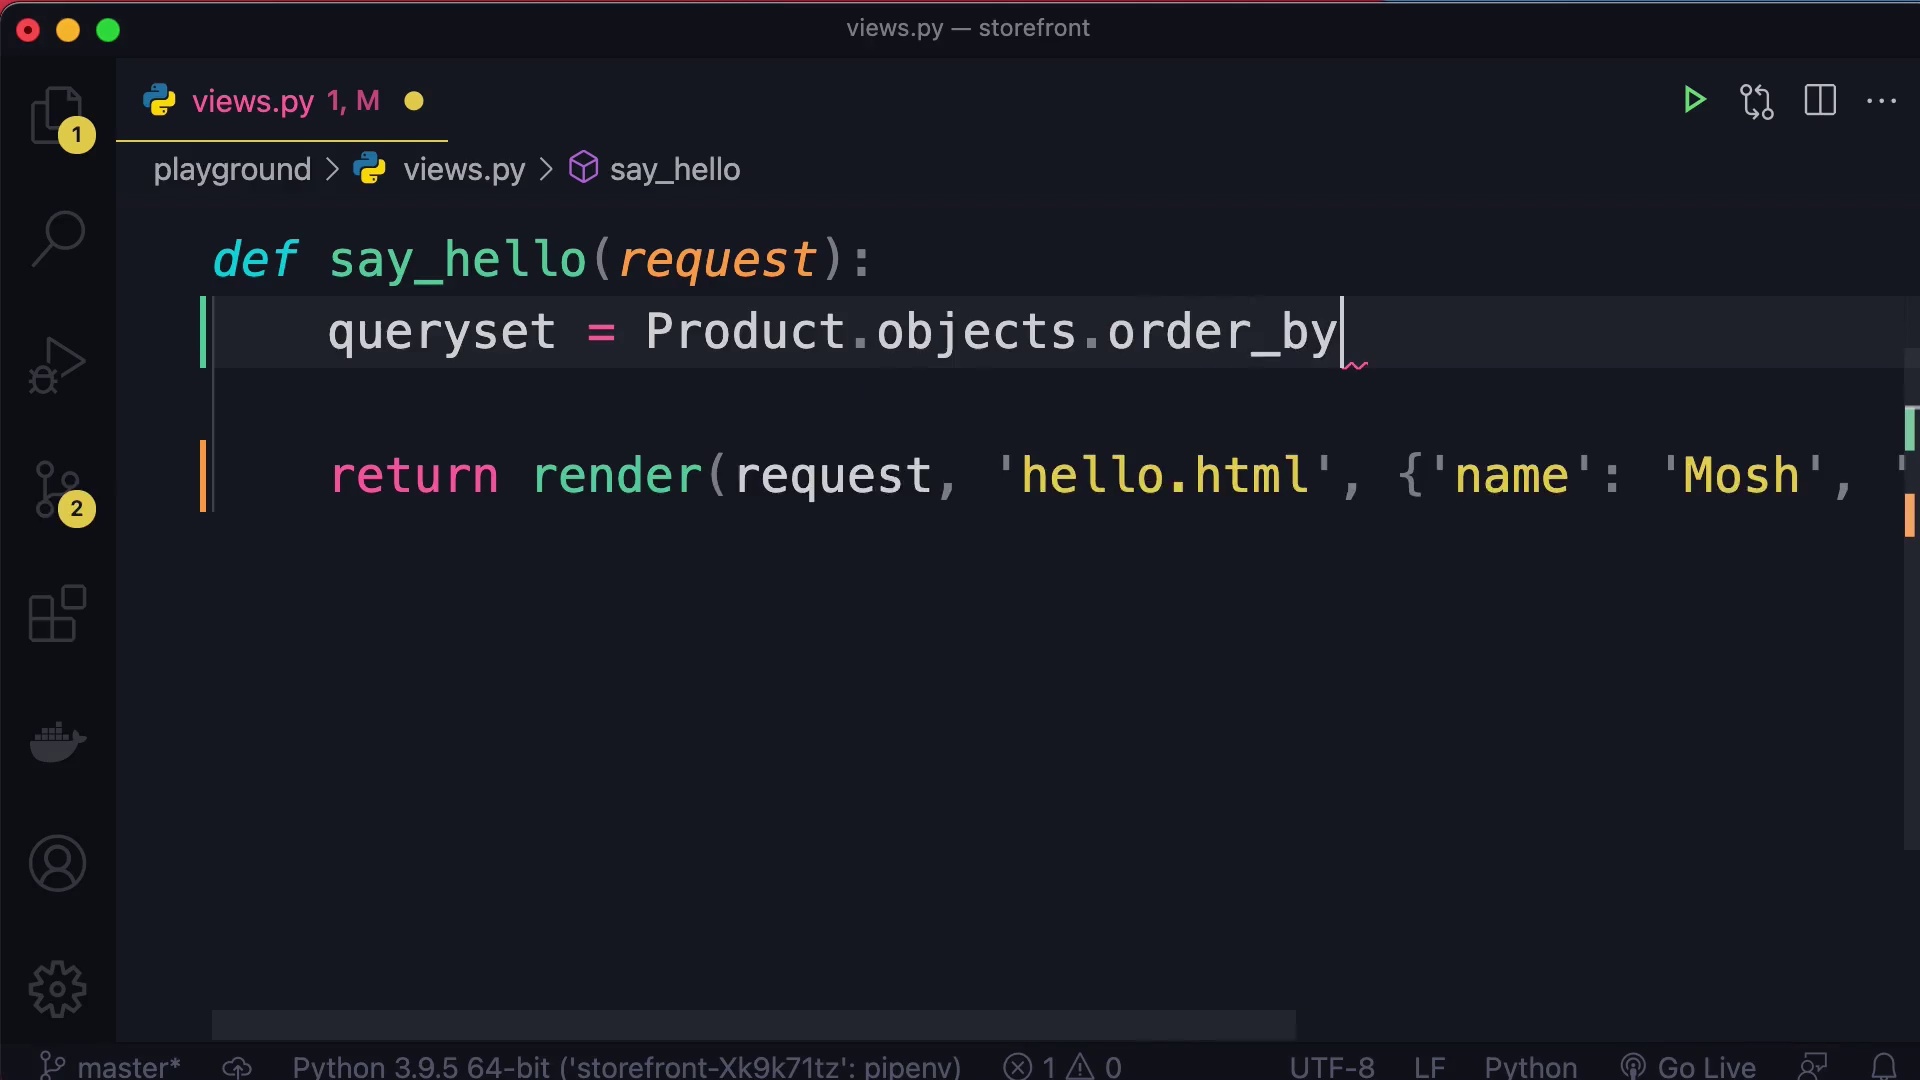 views.py — storefront
views.py 1, M
1
playground > views.py > say_hello
def say_hello(request):
queryset = Product.objects.order_by
return render(request, 'hello.html', {'name': 'Mosh', '
2
master* Python 3.9.5 64-bit ('storefront-Xk9k71tz': pipenv) 1 0 UTF-8 LF Python Go Live